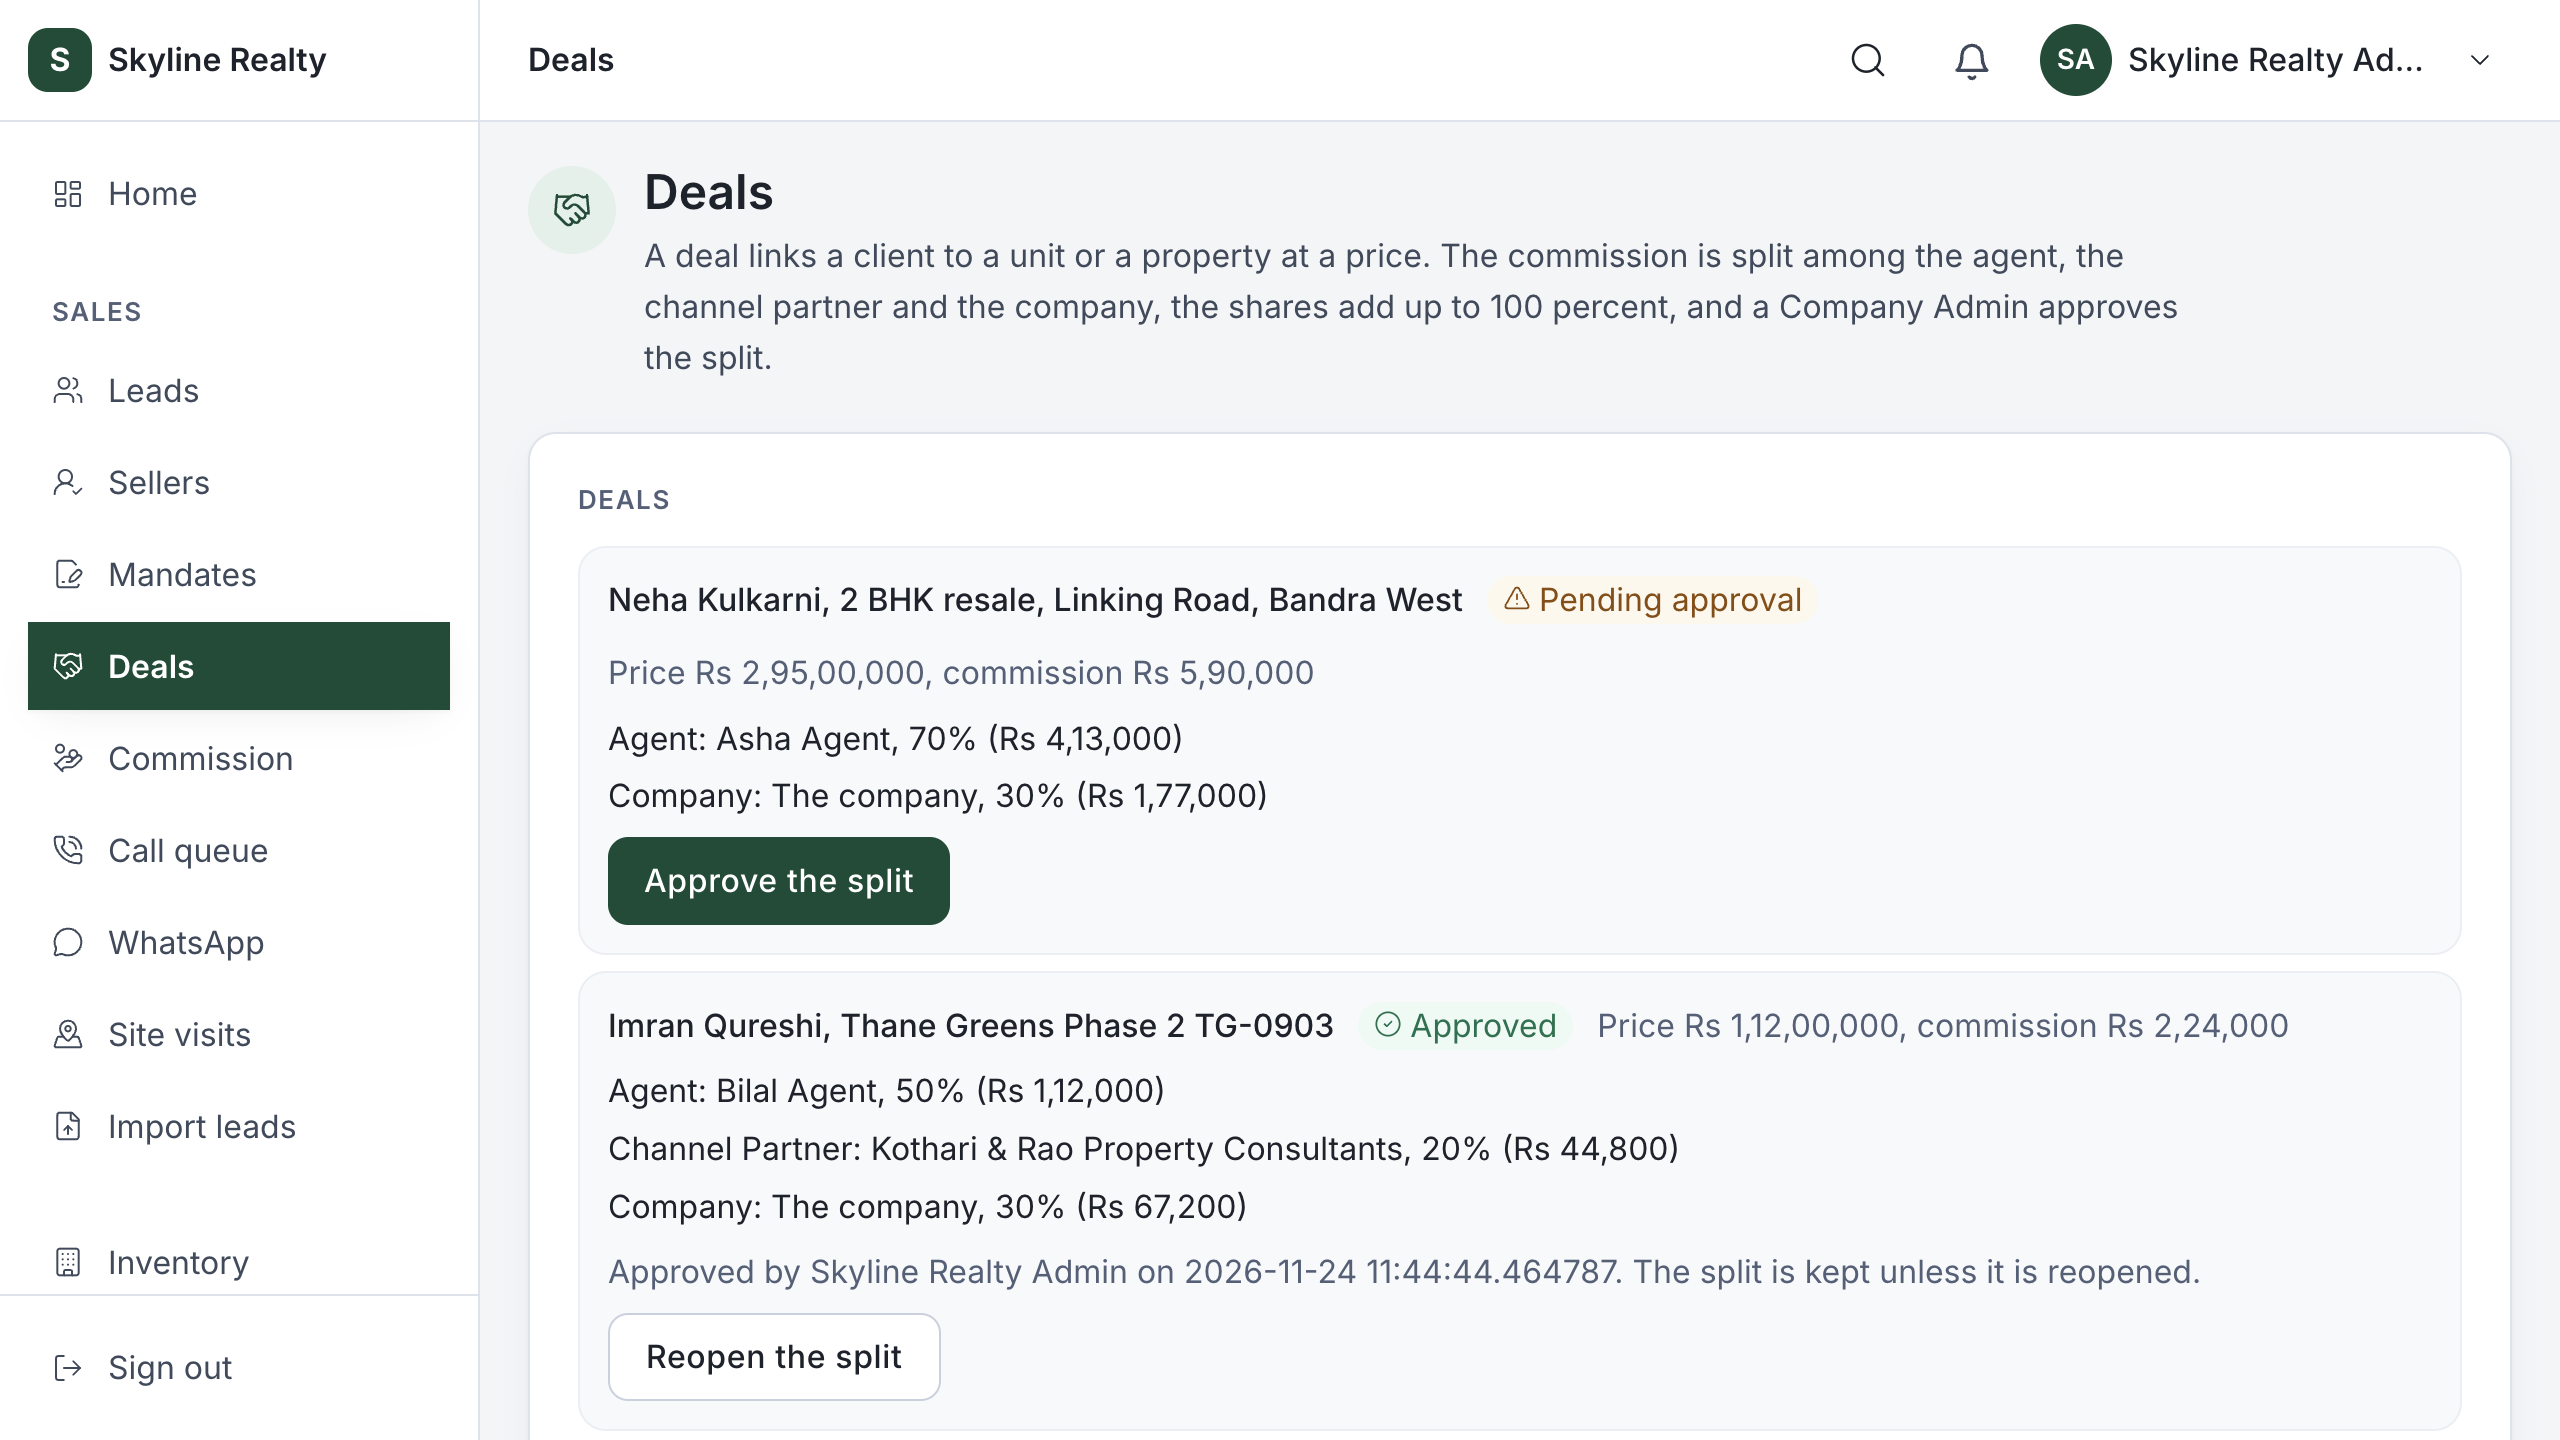 S Skyline Realty
Deals
SA Skyline Realty Ad...
Home
SALES
Leads
Sellers
Mandates
Deals
Commission
Call queue
WhatsApp
Site visits
Import leads
Inventory
Sign out
Deals
A deal links a client to a unit or a property at a price. The commission is split among the agent, the
channel partner and the company, the shares add up to 100 percent, and a Company Admin approves
the split.
DEALS
Neha Kulkarni, 2 BHK resale, Linking Road, Bandra West Pending approval
Price Rs 2,95,00,000, commission Rs 5,90,000
Agent: Asha Agent, 70% (Rs 4,13,000)
Company: The company, 30% (Rs 1,77,000)
Approve the split
Imran Qureshi, Thane Greens Phase 2 TG-0903 Approved Price Rs 1,12,00,000, commission Rs 2,24,000
Agent: Bilal Agent, 50% (Rs 1,12,000)
Channel Partner: Kothari & Rao Property Consultants, 20% (Rs 44,800)
Company: The company, 30% (Rs 67,200)
Approved by Skyline Realty Admin on 2026-11-24 11:44:44.464787. The split is kept unless it is reopened.
Reopen the split